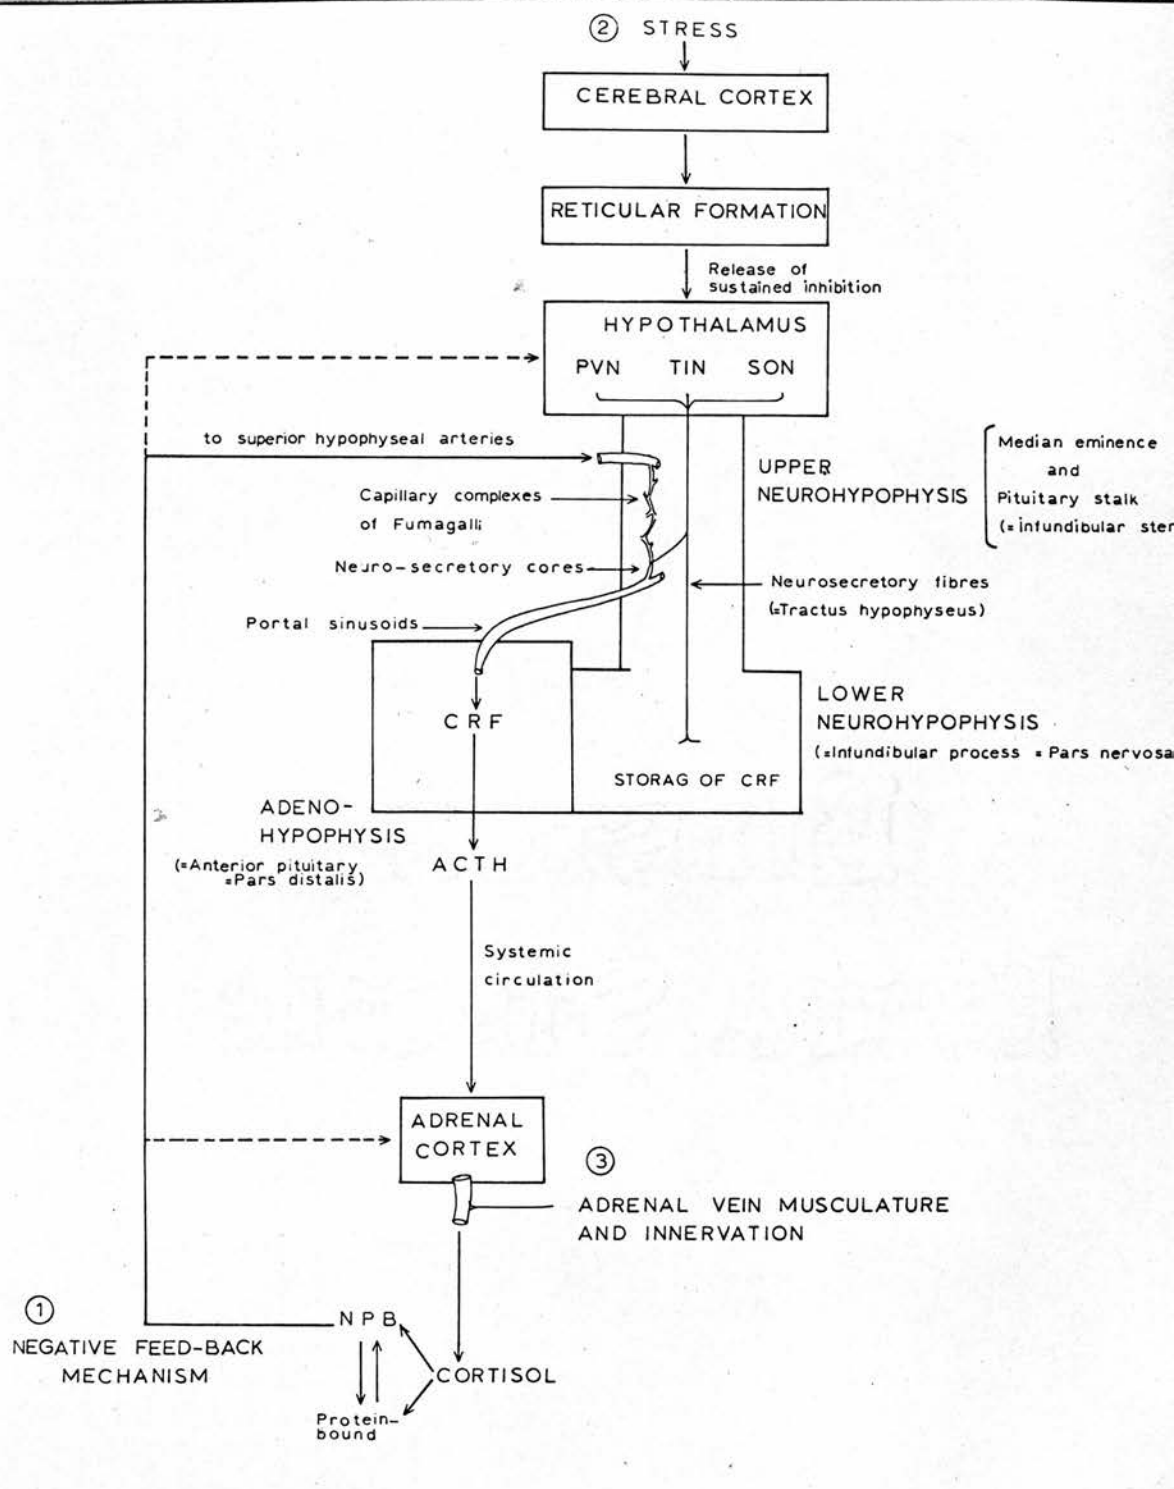 ② STRESS
CEREBRAL CORTEX
RETICULAR FORMATION
Release of
sustained inhibition
HYPOTHALAMUS
PVN TIN SON
to superior hypophyseal arteries
Capillary complexes
of Fumagalli
Neuro-secretory cores
Portal sinusoids
UPPER
NEUROHYPOPHYSIS
Median eminence
and
Pituitary stalk
(= infundibular ster
Neurosecretory fibres
(=Tractus hypophyseus)
CRF
LOWER
NEUROHYPOPHYSIS
(=Infundibular process = Pars nervosa
STORAG OF CRF
ADENO-
HYPOPHYSIS
(=Anterior pituitary
=Pars distalis)
ACTH
Systemic
circulation
ADRENAL
CORTEX
③
ADRENAL VEIN MUSCULATURE
AND INNERVATION
①
NEGATIVE FEED-BACK
MECHANISM
NPB
CORTISOL
Protein-
bound